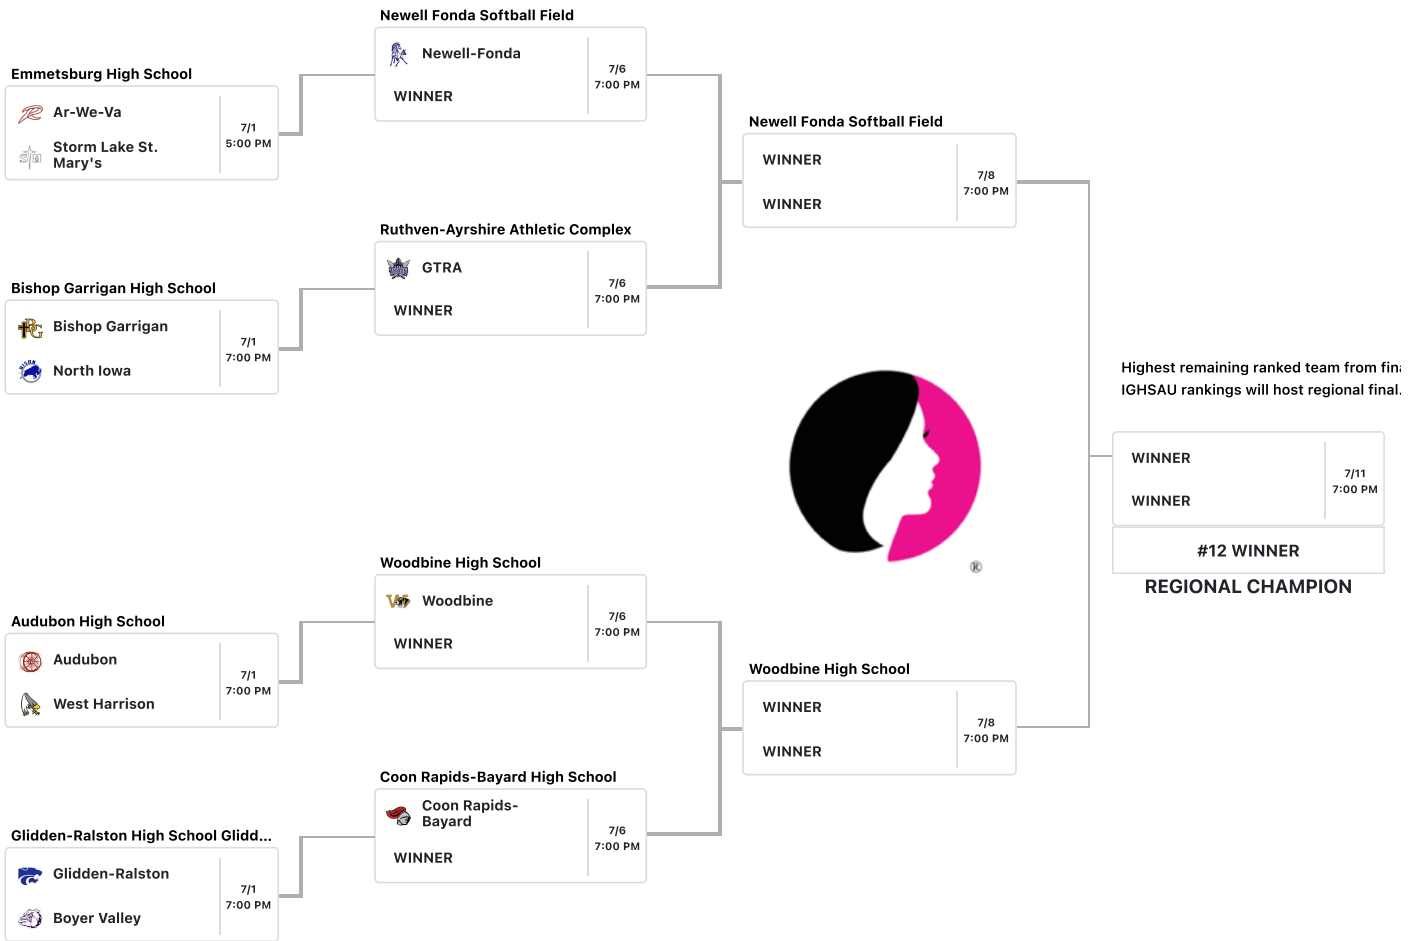 Newell Fonda Softball Field
Newell-Fonda
WINNER
7/6
7:00 PM
Emmetsburg High School
Ar-We-Va
Storm Lake St.
Mary's
7/1
5:00 PM
Newell Fonda Softball Field
WINNER
WINNER
7/8
7:00 PM
Ruthven-Ayrshire Athletic Complex
GTRA
WINNER
7/6
7:00 PM
Bishop Garrigan High School
Bishop Garrigan
North Iowa
7/1
7:00 PM
Highest remaining ranked team from fina
IGHSAU rankings will host regional final.
WINNER
WINNER
7/11
7:00 PM
#12 WINNER
REGIONAL CHAMPION
®
Woodbine High School
Woodbine
WINNER
7/6
7:00 PM
Audubon High School
Audubon
West Harrison
7/1
7:00 PM
Woodbine High School
WINNER
WINNER
7/8
7:00 PM
Coon Rapids-Bayard High School
Coon Rapids-
Bayard
WINNER
7/6
7:00 PM
Glidden-Ralston High School Glidd...
Glidden-Ralston
Boyer Valley
7/1
7:00 PM